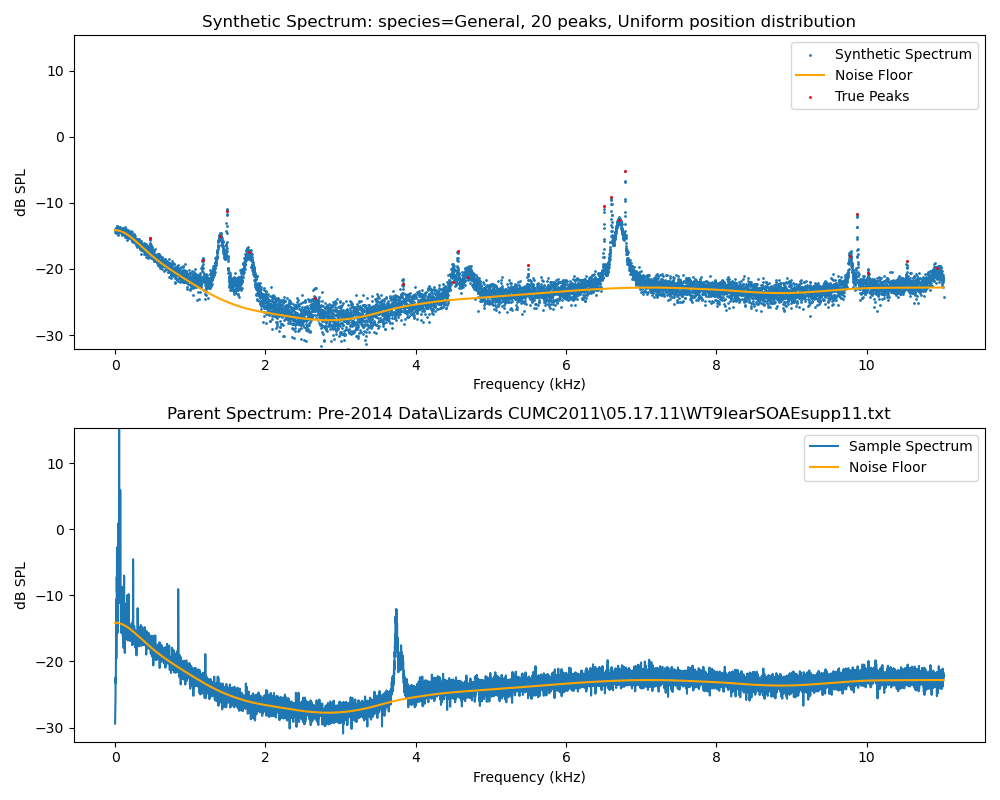 Synthetic Spectrum: species=General, 20 peaks, Uniform position distribution
10
0
−10
−20
−30
dB SPL
Synthetic Spectrum
Noise Floor
True Peaks
0 2 4 6 8 10
Frequency (kHz)
Parent Spectrum: Pre-2014 Data\Lizards CUMC2011\05.17.11\WT9learSOAEsupp11.txt
10
0
−10
−20
−30
dB SPL
Sample Spectrum
Noise Floor
0 2 4 6 8 10
Frequency (kHz)